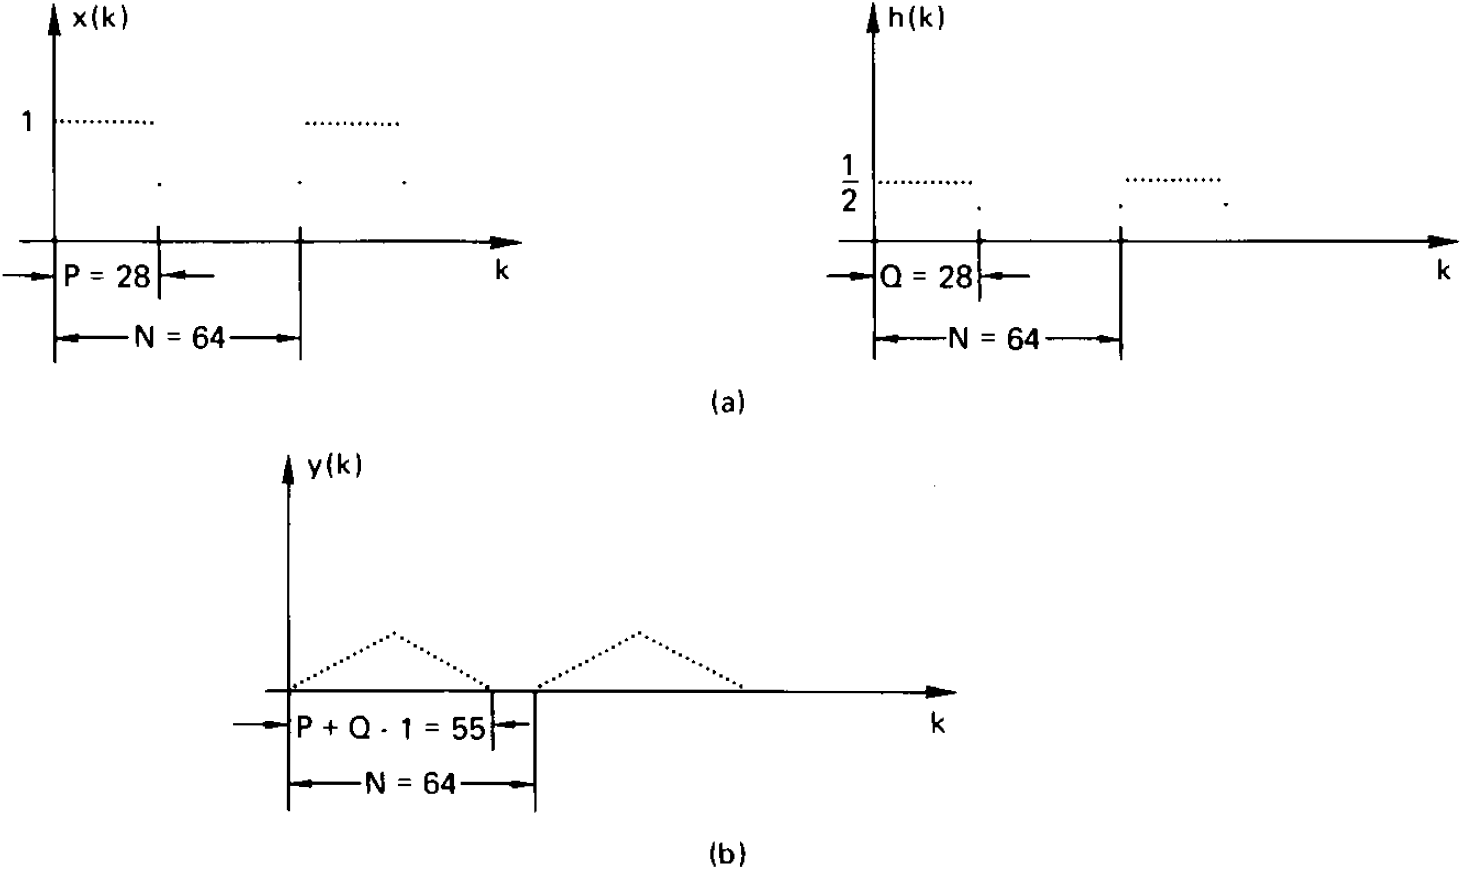 x(k)
1
k
P = 28
N = 64
h(k)
1
2
k
Q = 28
N = 64
(a)
y(k)
k
P + Q - 1 = 55
N = 64
(b)